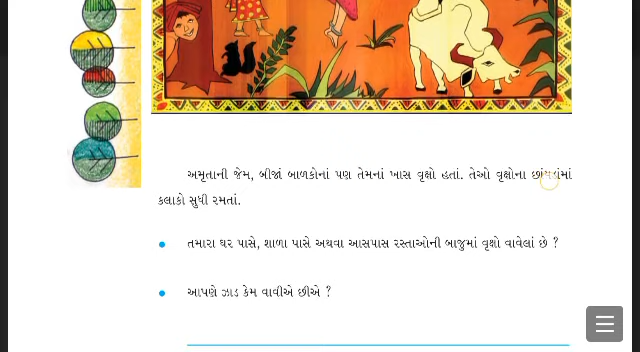 અમૃતાની જેમ, બીજાં બાળકોનાં પણ તેમનાં ખાસ વૃક્ષો હતાં. તેઓ વૃક્ષોના છાંયડામાં
કલાકો સુધી રમતાં.
તમારા ઘર પાસે, શાળા પાસે અથવા આસપાસ રસ્તાઓની બાજુમાં વૃક્ષો વાવેલાં છે ?
આપણે ઝાડ કેમ વાવીએ છીએ ?